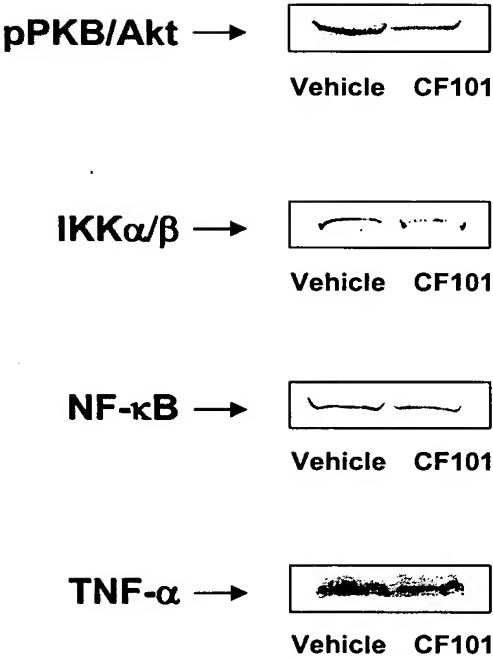 pPKB/Akt
Vehicle CF101
IKKα/β
Vehicle CF101
NF-κB
Vehicle CF101
TNF-α
Vehicle CF101